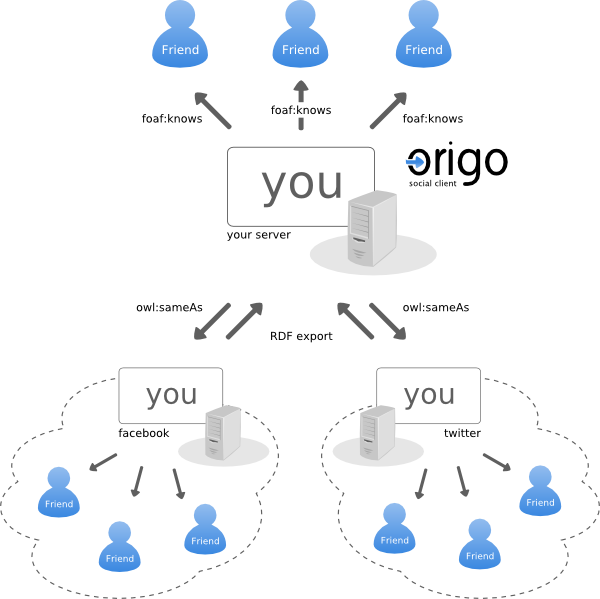 Friend
Friend
Friend
foaf:knows
foaf:knows
foaf:knows
you
origo
social client
your server
owl:sameAs
owl:sameAs
RDF export
you
you
facebook
twitter
Friend
Friend
Friend
Friend
Friend
Friend